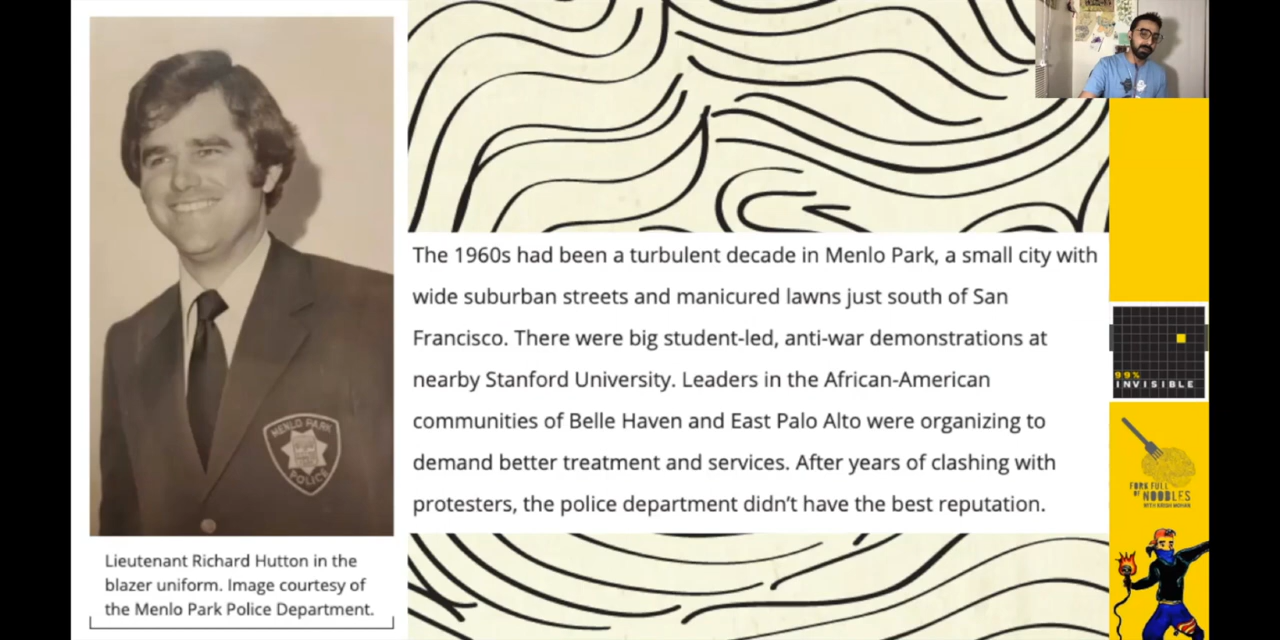 MENLO PARK
POLICE
Lieutenant Richard Hutton in the
blazer uniform. Image courtesy of
the Menlo Park Police Department.
The 1960s had been a turbulent decade in Menlo Park, a small city with
wide suburban streets and manicured lawns just south of San
Francisco. There were big student-led, anti-war demonstrations at
nearby Stanford University. Leaders in the African-American
communities of Belle Haven and East Palo Alto were organizing to
demand better treatment and services. After years of clashing with
protesters, the police department didn’t have the best reputation.
99%
INVISIBLE
FORK FULL
OF NOODLES